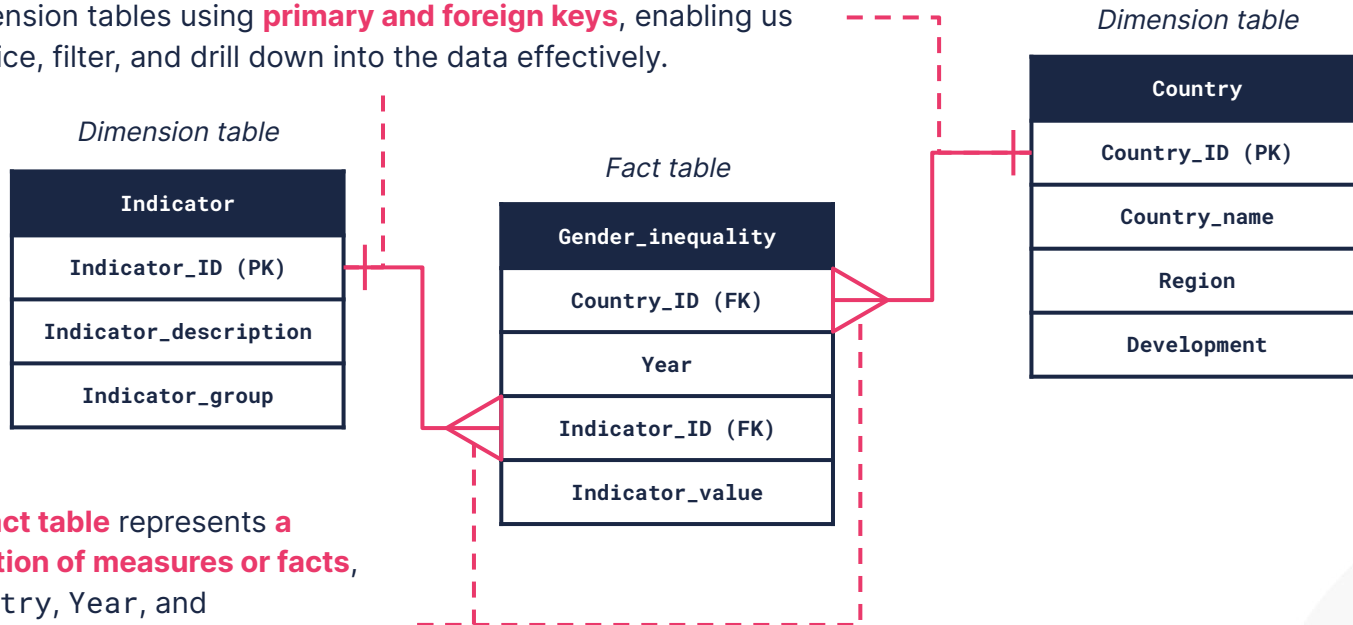 ension tables using primary and foreign keys, enabling us
ice, filter, and drill down into the data effectively.
Dimension table
Indicator
Indicator_ID (PK)
Indicator_description
Indicator_group
Fact table
Gender_inequality
Country_ID (FK)
Year
Indicator_ID (FK)
Indicator_value
Dimension table
Country
Country_ID (PK)
Country_name
Region
Development
act table represents a
tion of measures or facts,
try, Year, and